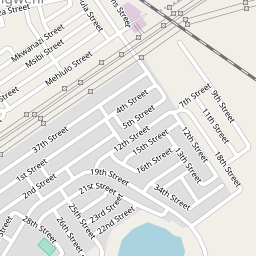 Mkwanazi Street
Msibi Street
Mehlulo Street
4th Street
5th Street
7th Street
9th Street
11th Street
37th Street
12th Street
12th Street
15th Street
13th Street
18th Street
1st Street
16th Street
2nd Street
19th Street
34th Street
21st Street
25th Street
23rd Street
22nd Street
26th Street
28th Street